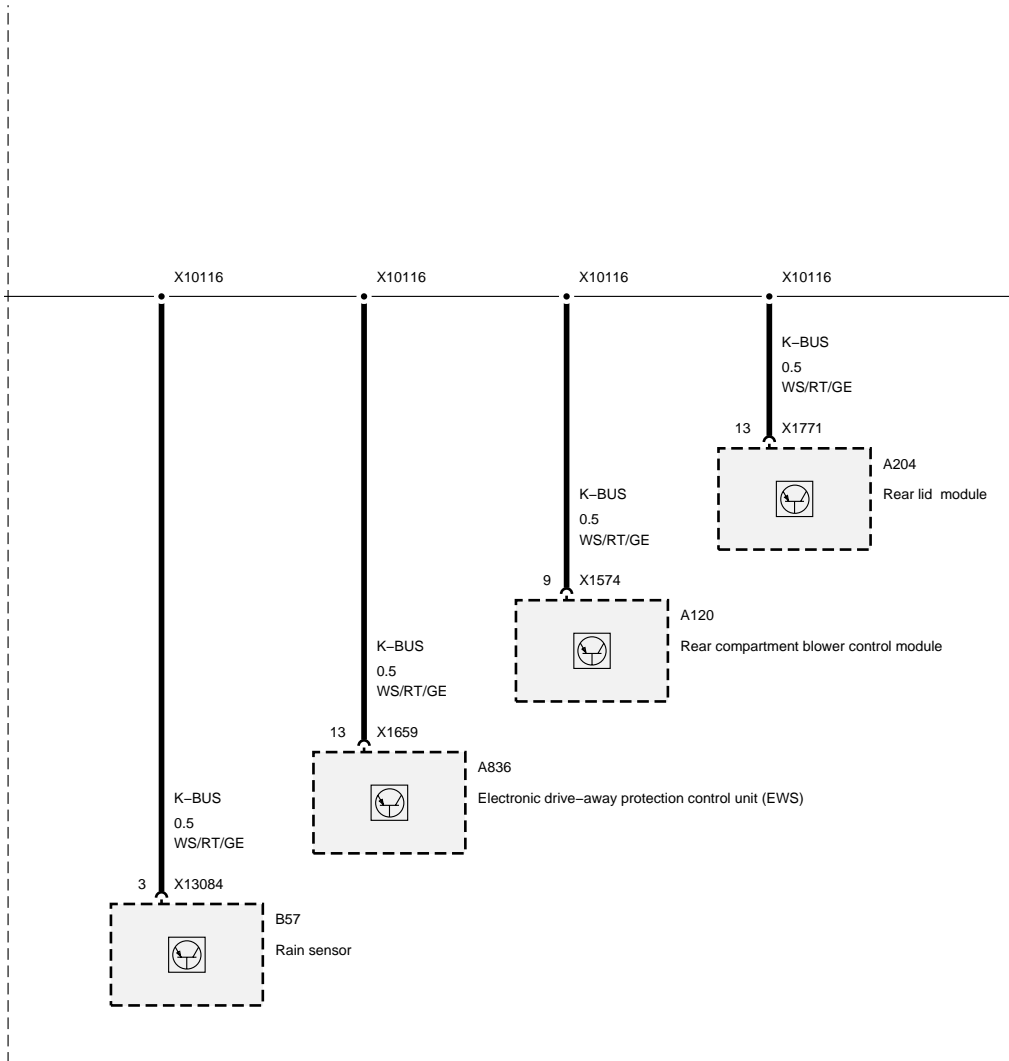 X10116
X10116
X10116
X10116
K−BUS
0.5
WS/RT/GE
13
X1771
A204
Rear lid module
K−BUS
0.5
WS/RT/GE
9
X1574
A120
Rear compartment blower control module
K−BUS
0.5
WS/RT/GE
13
X1659
A836
Electronic drive−away protection control unit (EWS)
K−BUS
0.5
WS/RT/GE
3
X13084
B57
Rain sensor